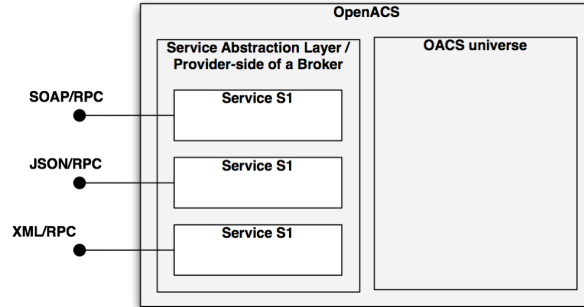 OpenACS
Service Abstraction Layer /
Provider-side of a Broker
OACS universe
SOAP/RPC
Service S1
JSON/RPC
Service S1
XML/RPC
Service S1